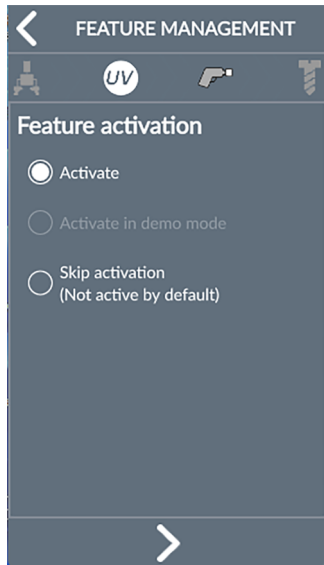 FEATURE MANAGEMENT
UV
Feature activation
Activate
Activate in demo mode
Skip activation
(Not active by default)